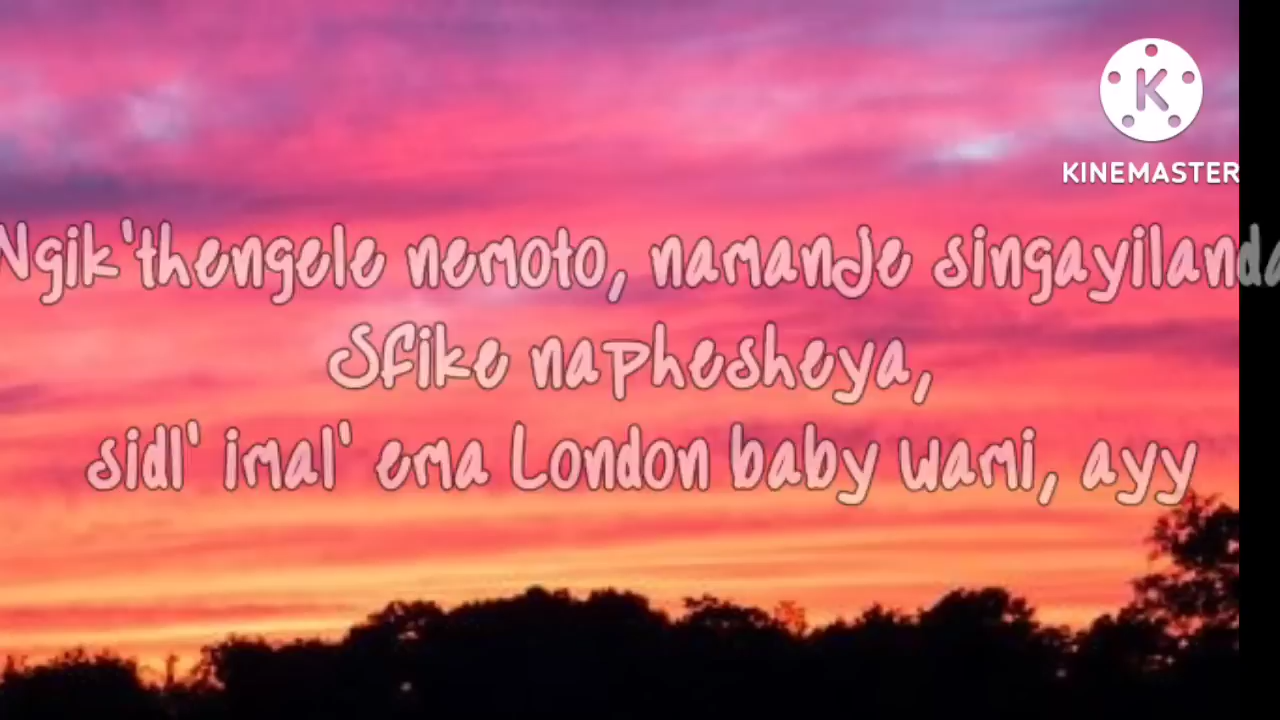 KINEMASTER
Ngik'thengele nemoto, namanje singayilanda
Sfike naphesheya,
sidl' imal' ema London baby wami, ayy